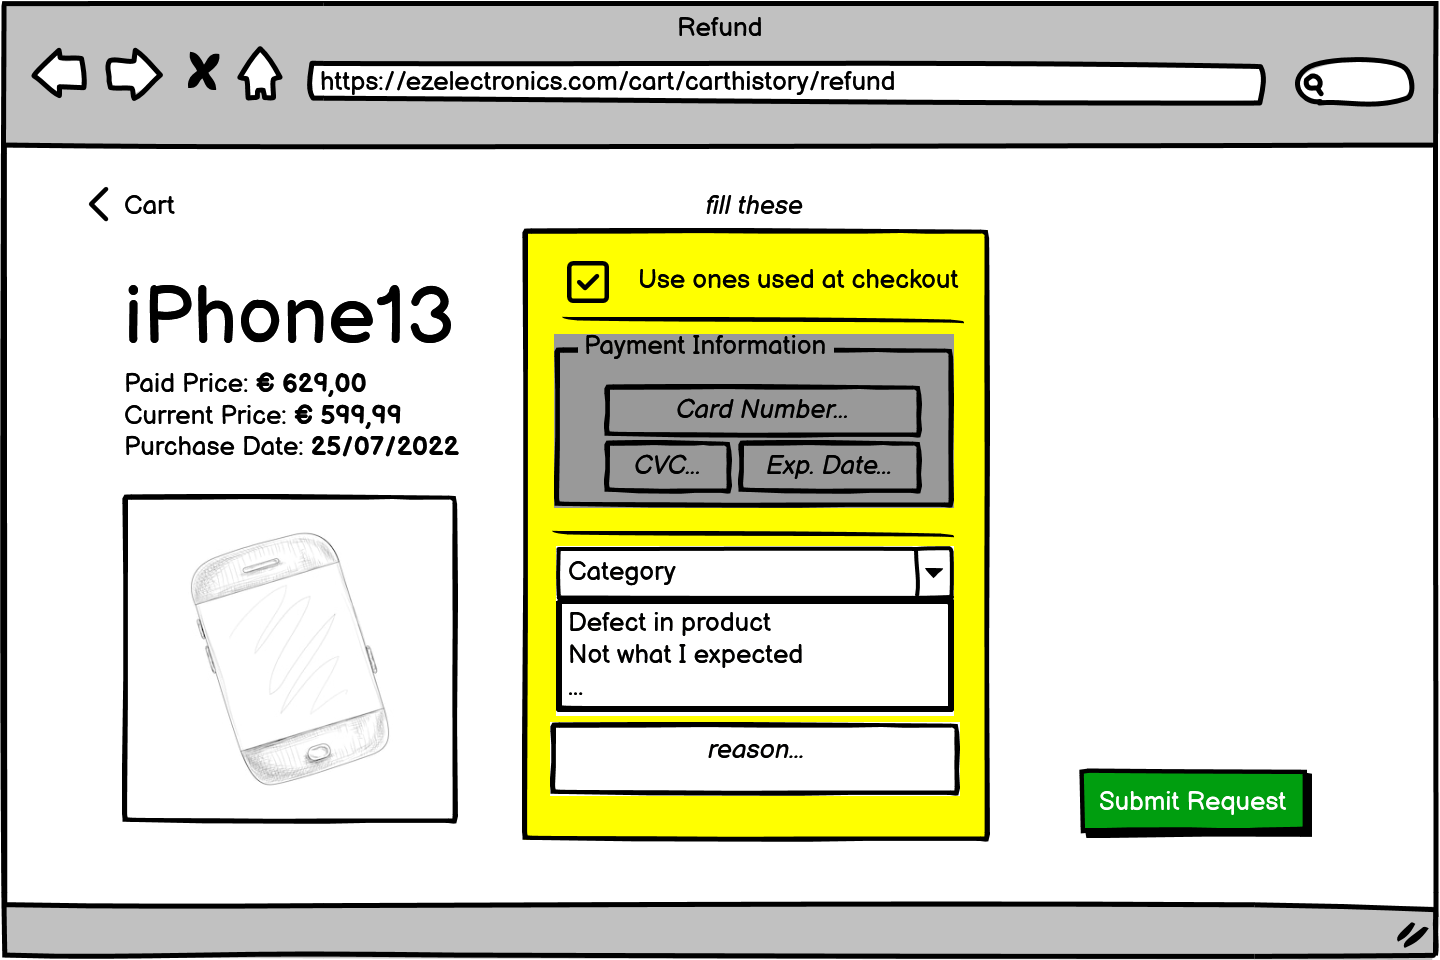 Refund
https://ezelectronics.com/cart/carthistory/refund
Cart
fill these
iPhone13
Paid Price: € 629,00
Current Price: € 599,99
Purchase Date: 25/07/2022
Use ones used at checkout
Payment Information
Card Number...
CVC...
Exp. Date...
Category
Defect in product
Not what I expected
...
reason...
Submit Request